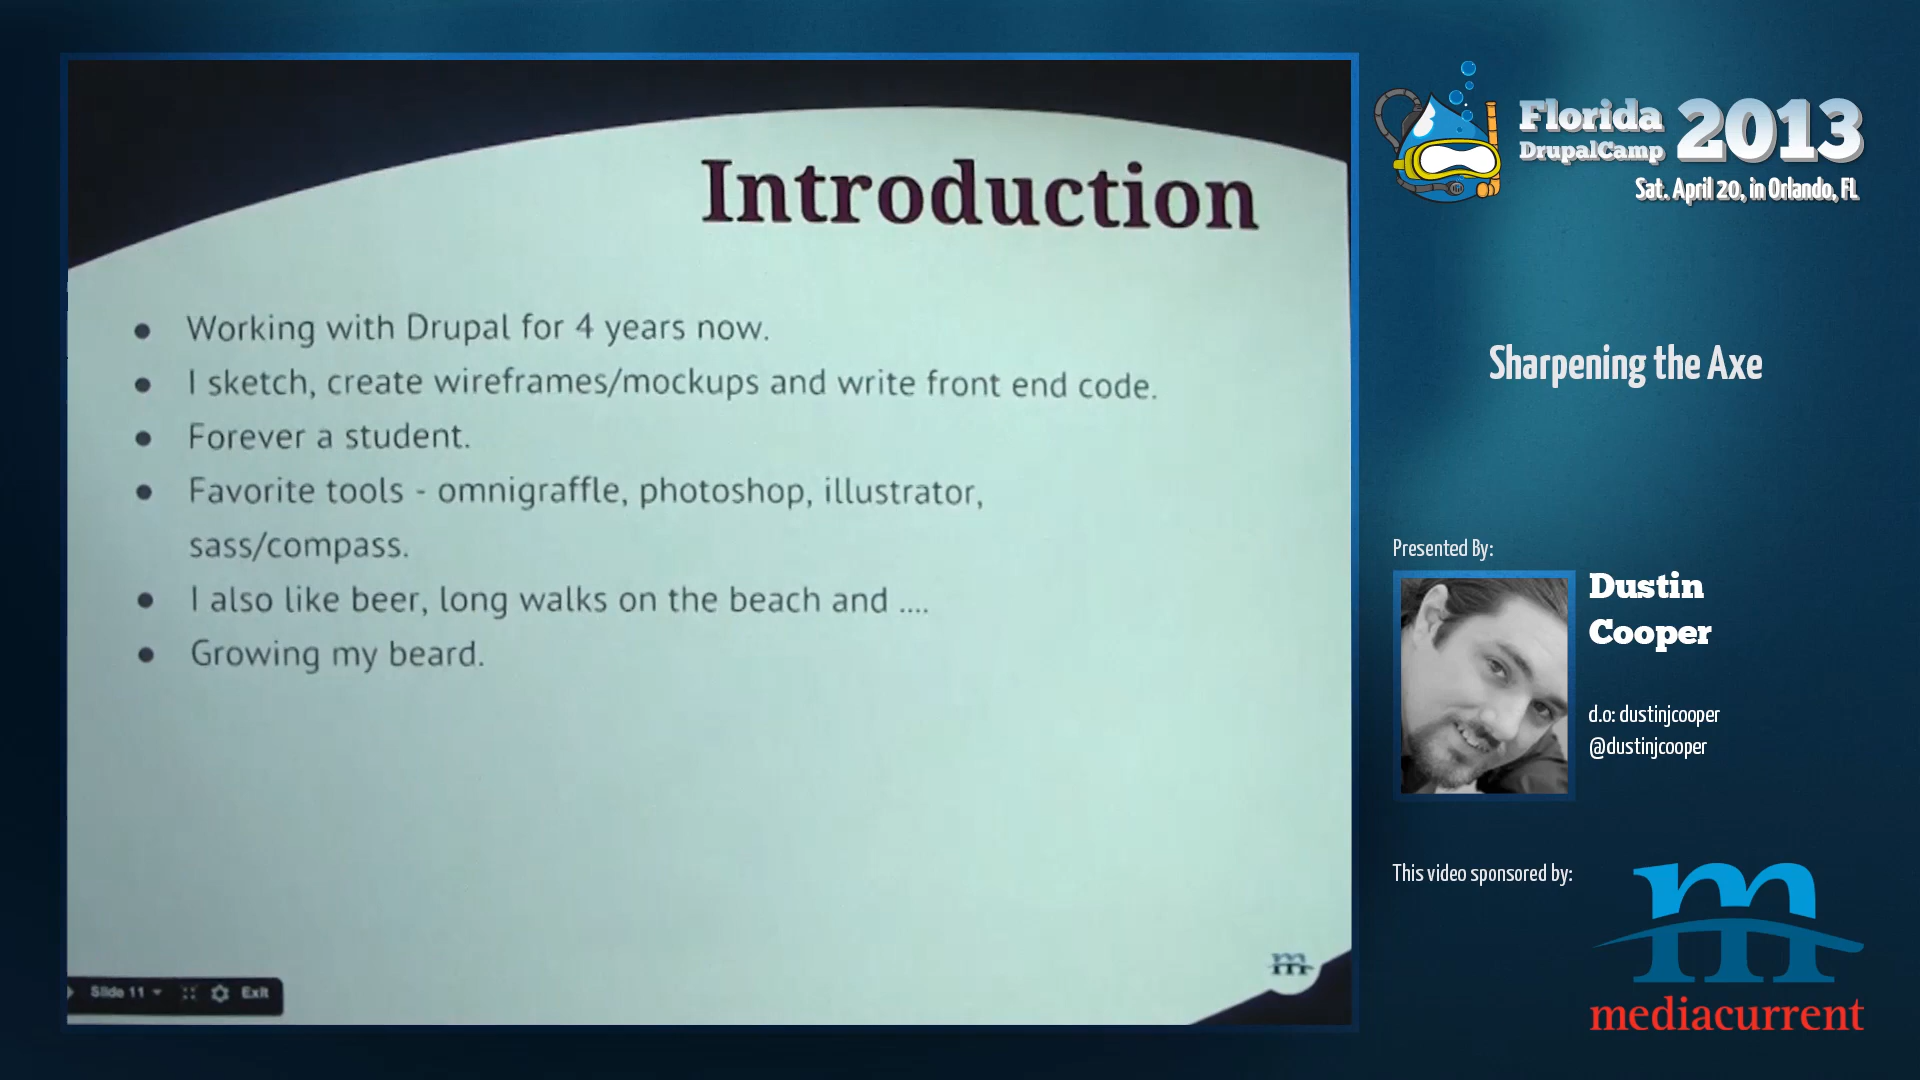 Introduction
Working with Drupal for 4 years now.
I sketch, create wireframes/mockups and write front end code.
Forever a student.
Favorite tools - omnigraffle, photoshop, illustrator,
sass/compass.
I also like beer, long walks on the beach and ....
Growing my beard.
m
Slide 11
Exit
Florida
DrupalCamp
2013
Sat. April 20, in Orlando, FL
Sharpening the Axe
Presented By:
Dustin
Cooper
d.o: dustinjcooper
@dustinjcooper
This video sponsored by:
m
mediacurrent